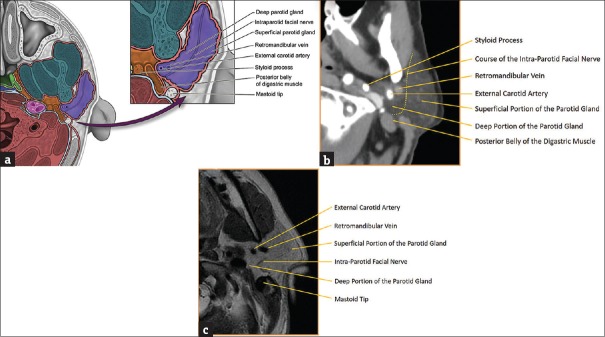 Deep parotid gland
Intraparotid facial nerve
Superficial parotid gland
Retromandibular vein
External carotid artery
Styloid process
Posterior belly
of digastric muscle
Mastoid tip
a
Styloid Process
Course of the Intra-Parotid Facial Nerve
Retromandibular Vein
External Carotid Artery
Superficial Portion of the Parotid Gland
Deep Portion of the Parotid Gland
Posterior Belly of the Digastric Muscle
b
External Carotid Artery
Retromandibular Vein
Superficial Portion of the Parotid Gland
Intra-Parotid Facial Nerve
Deep Portion of the Parotid Gland
Mastoid Tip
c